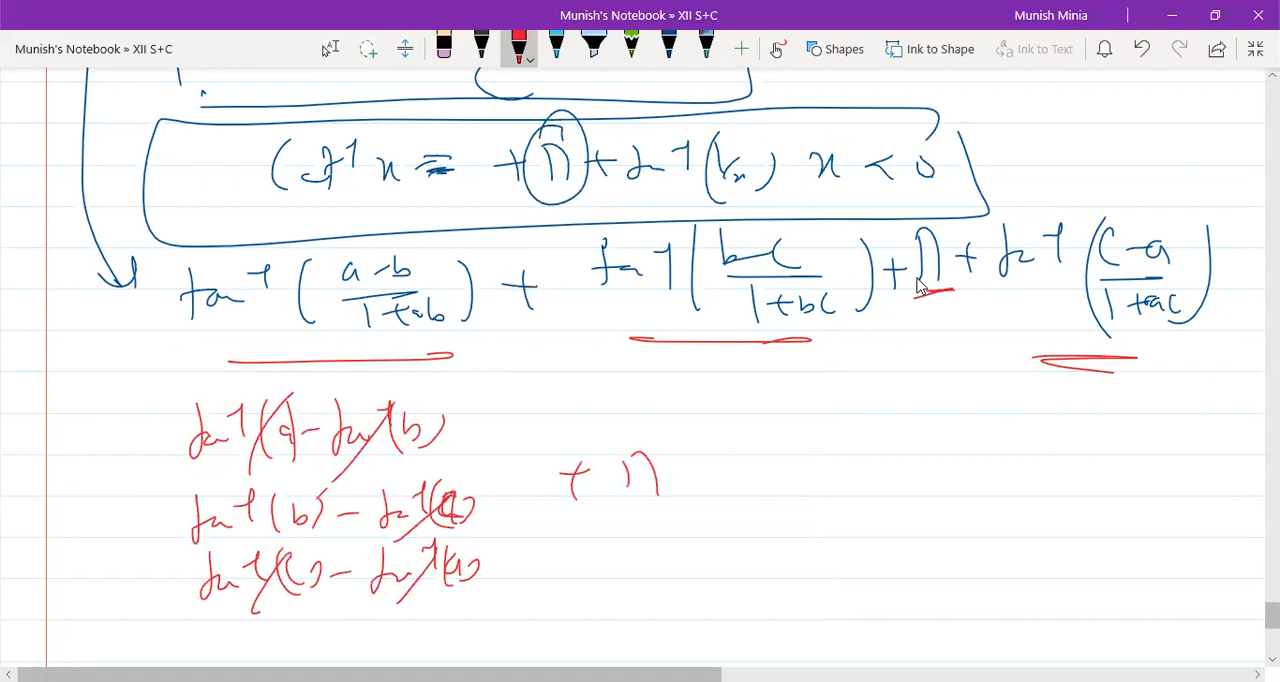 Munish's Notebook » XII S+C
Munish Minia
Munish's Notebook » XII S+C
Shapes
Ink to Shape
Ink to Text
cot⁻¹ x = + π + tan⁻¹ (1/x) x < 0
tan⁻¹ (a-b / 1+ab) + tan⁻¹ (b-c / 1+bc) + π + tan⁻¹ (c-a / 1+ac)
tan⁻¹(a) - tan⁻¹(b)
+ π
tan⁻¹(b) - tan⁻¹(c)
tan⁻¹(c) - tan⁻¹(a)